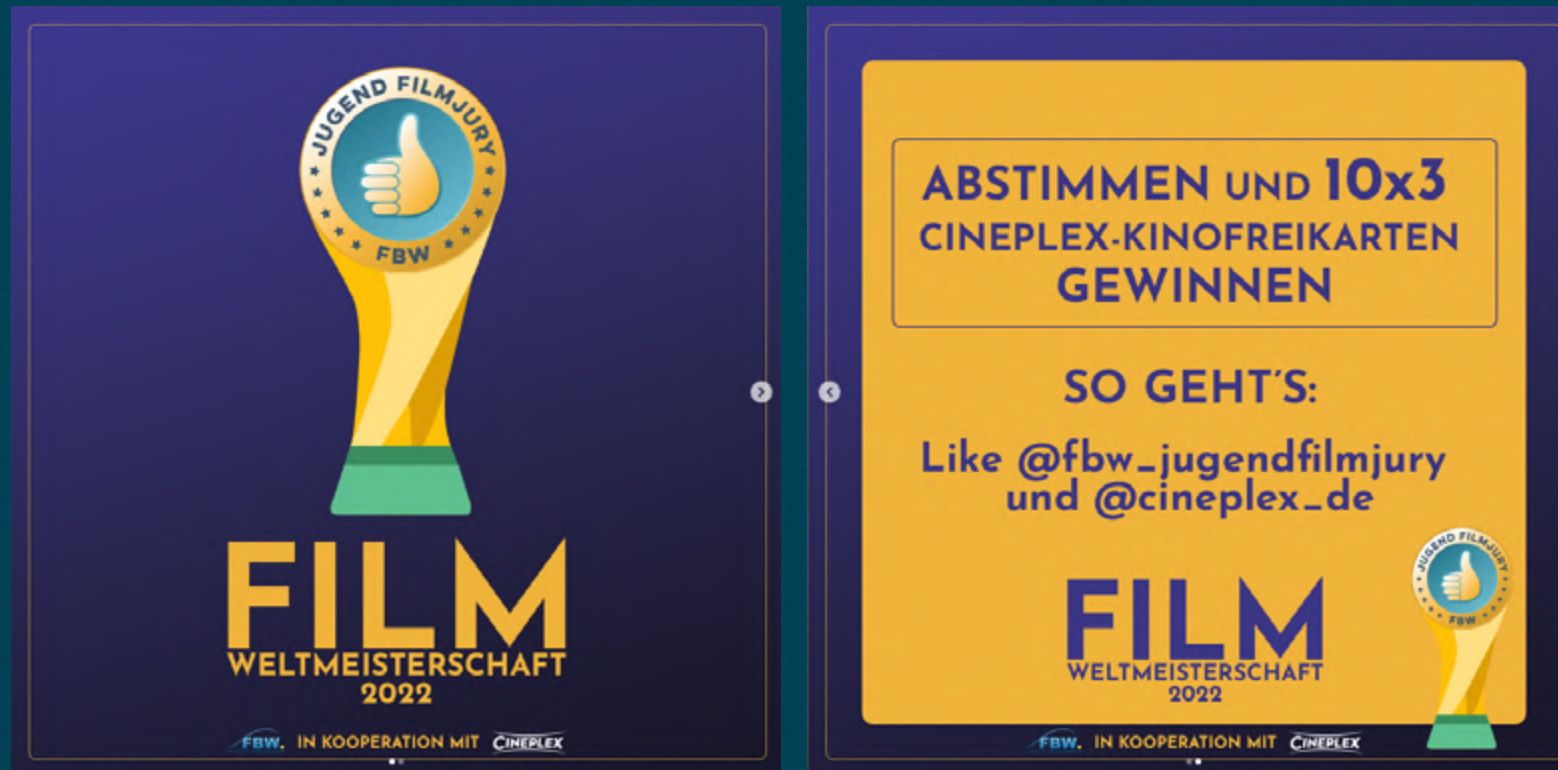 JUGEND FILMJURY
FBW
FILM
WELTMEISTERSCHAFT
2022
FBW. IN KOOPERATION MIT CINEPLEX
ABSTIMMEN UND 10x3
CINEPLEX-KINOFREIKARTEN
GEWINNEN
SO GEHT'S:
Like @fbw_jugendfilmjury
und @cineplex_de
JUGEND FILMJURY
FBW
FILM
WELTMEISTERSCHAFT
2022
FBW. IN KOOPERATION MIT CINEPLEX